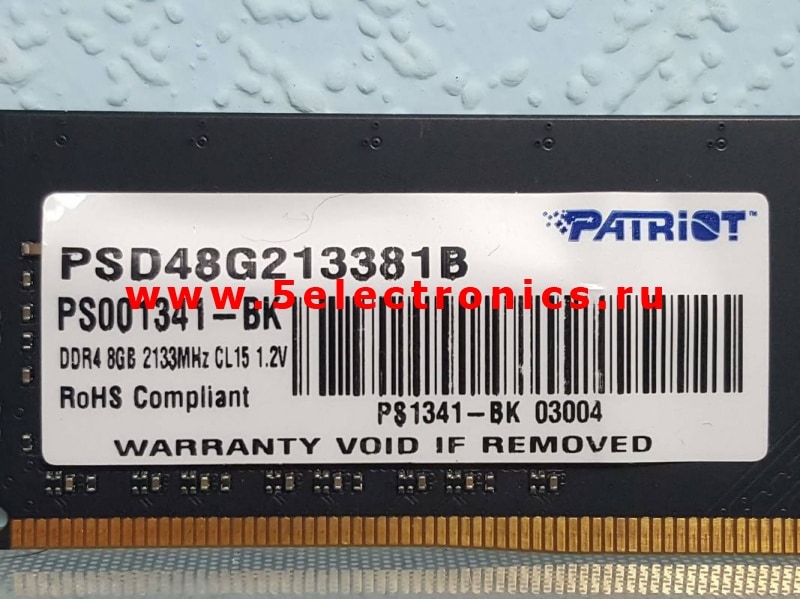 PATRiOT™
PSD48G213381B
www.5electronics.ru
PS001341-BK
DDR4 8GB 2133MHz CL15 1.2V
RoHS Compliant
PS1341-BK 03004
WARRANTY VOID IF REMOVED